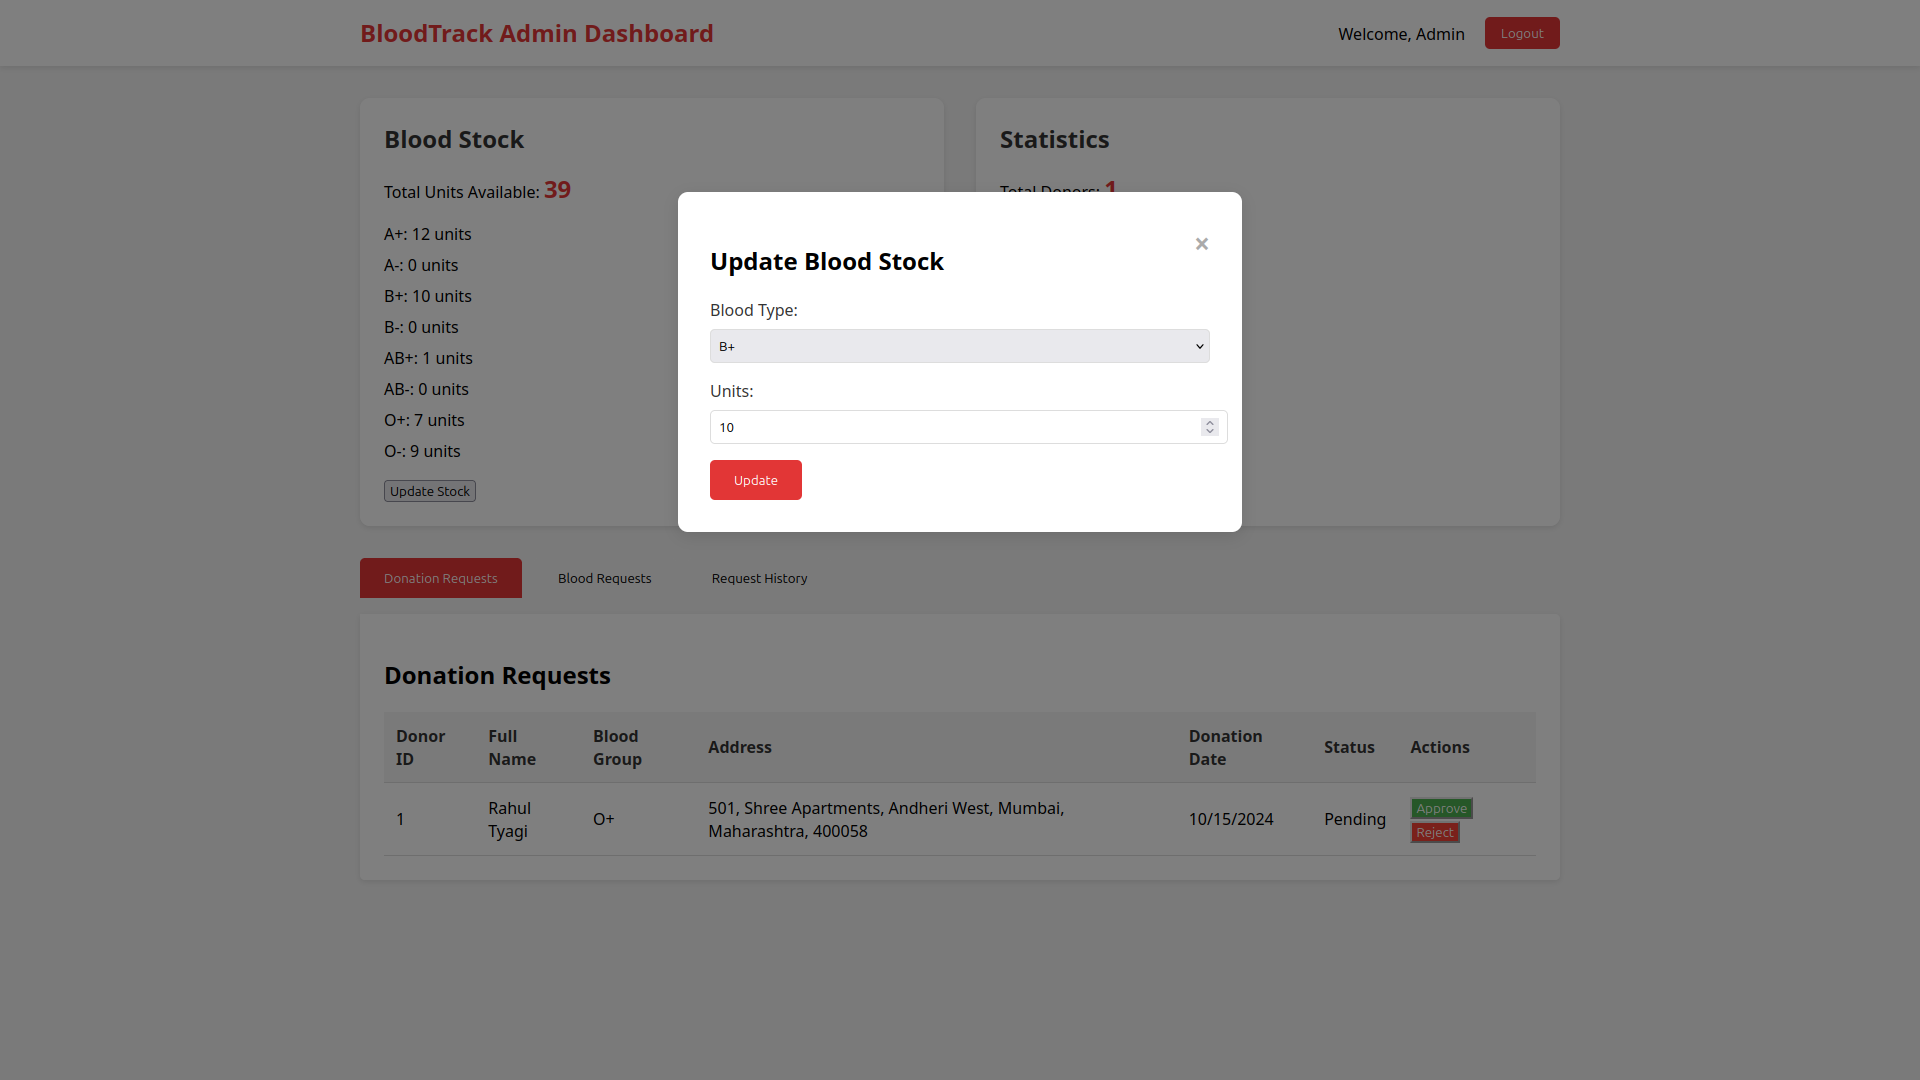 BloodTrack Admin Dashboard
Welcome, Admin
Logout
Blood Stock
Total Units Available: 39
A+: 12 units
A-: 0 units
B+: 10 units
B-: 0 units
AB+: 1 units
AB-: 0 units
O+: 7 units
O-: 9 units
Update Stock
Statistics
Total Donors: 1
×
Update Blood Stock
Blood Type:
B+
Units:
10
Update
Donation Requests
Blood Requests
Request History
Donation Requests
Donor ID
Full Name
Blood Group
Address
Donation Date
Status
Actions
1
Rahul Tyagi
O+
501, Shree Apartments, Andheri West, Mumbai,
Maharashtra, 400058
10/15/2024
Pending
Approve
Reject